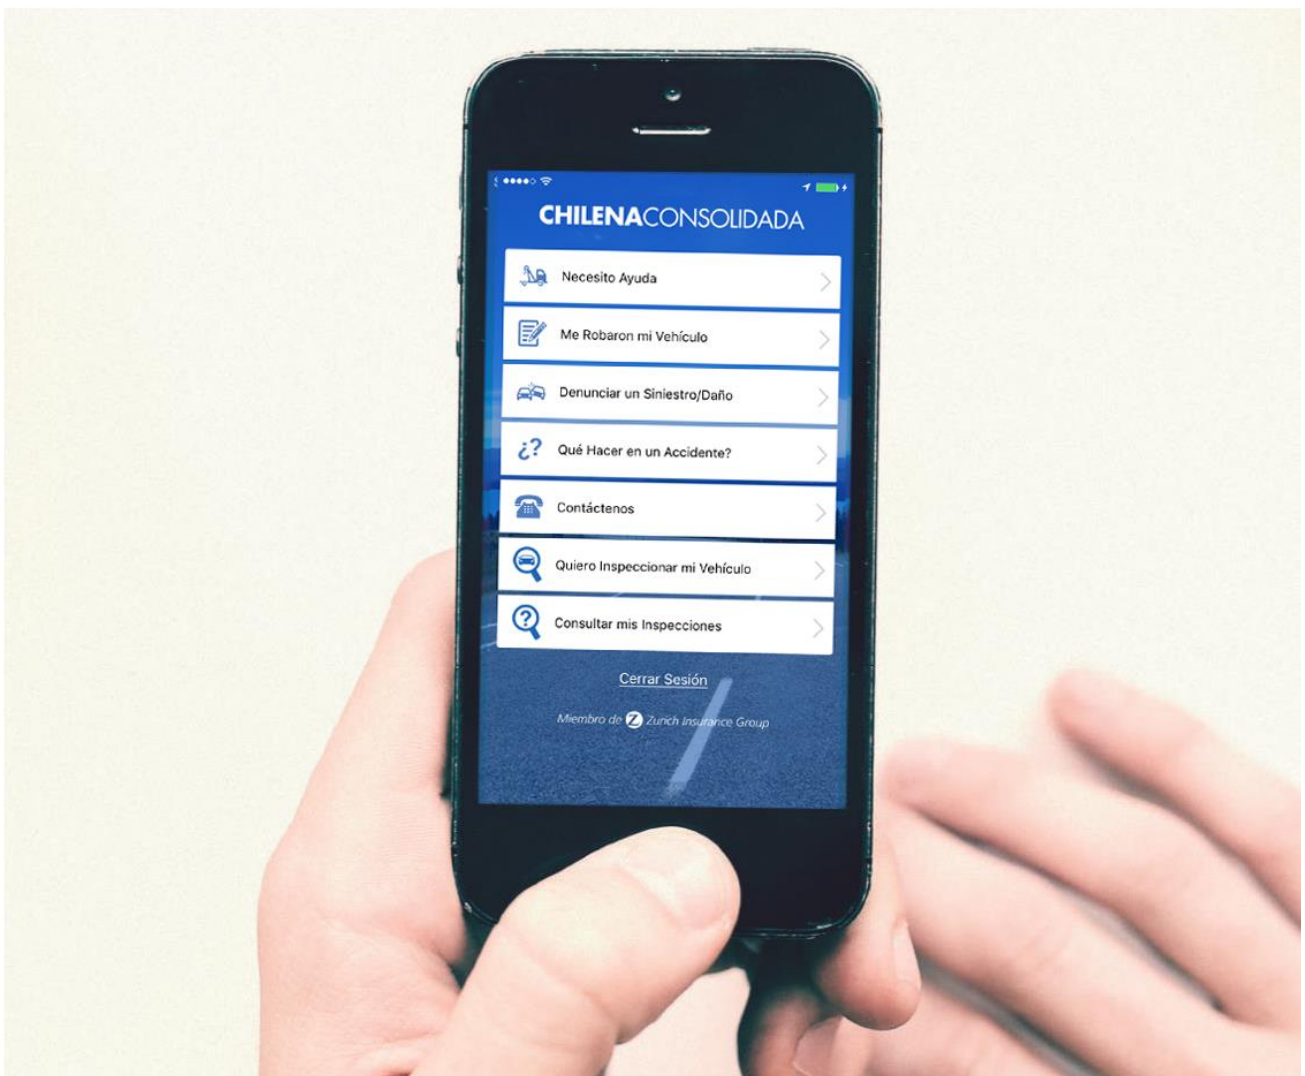 CHILENACONSOLIDADA
Necesito Ayuda
Me Robaron mi Vehículo
Denunciar un Siniestro/Daño
¿? Qué Hacer en un Accidente?
Contáctenos
Quiero Inspeccionar mi Vehículo
? Consultar mis Inspecciones
Cerrar Sesión
Miembro de Z Zurich Insurance Group